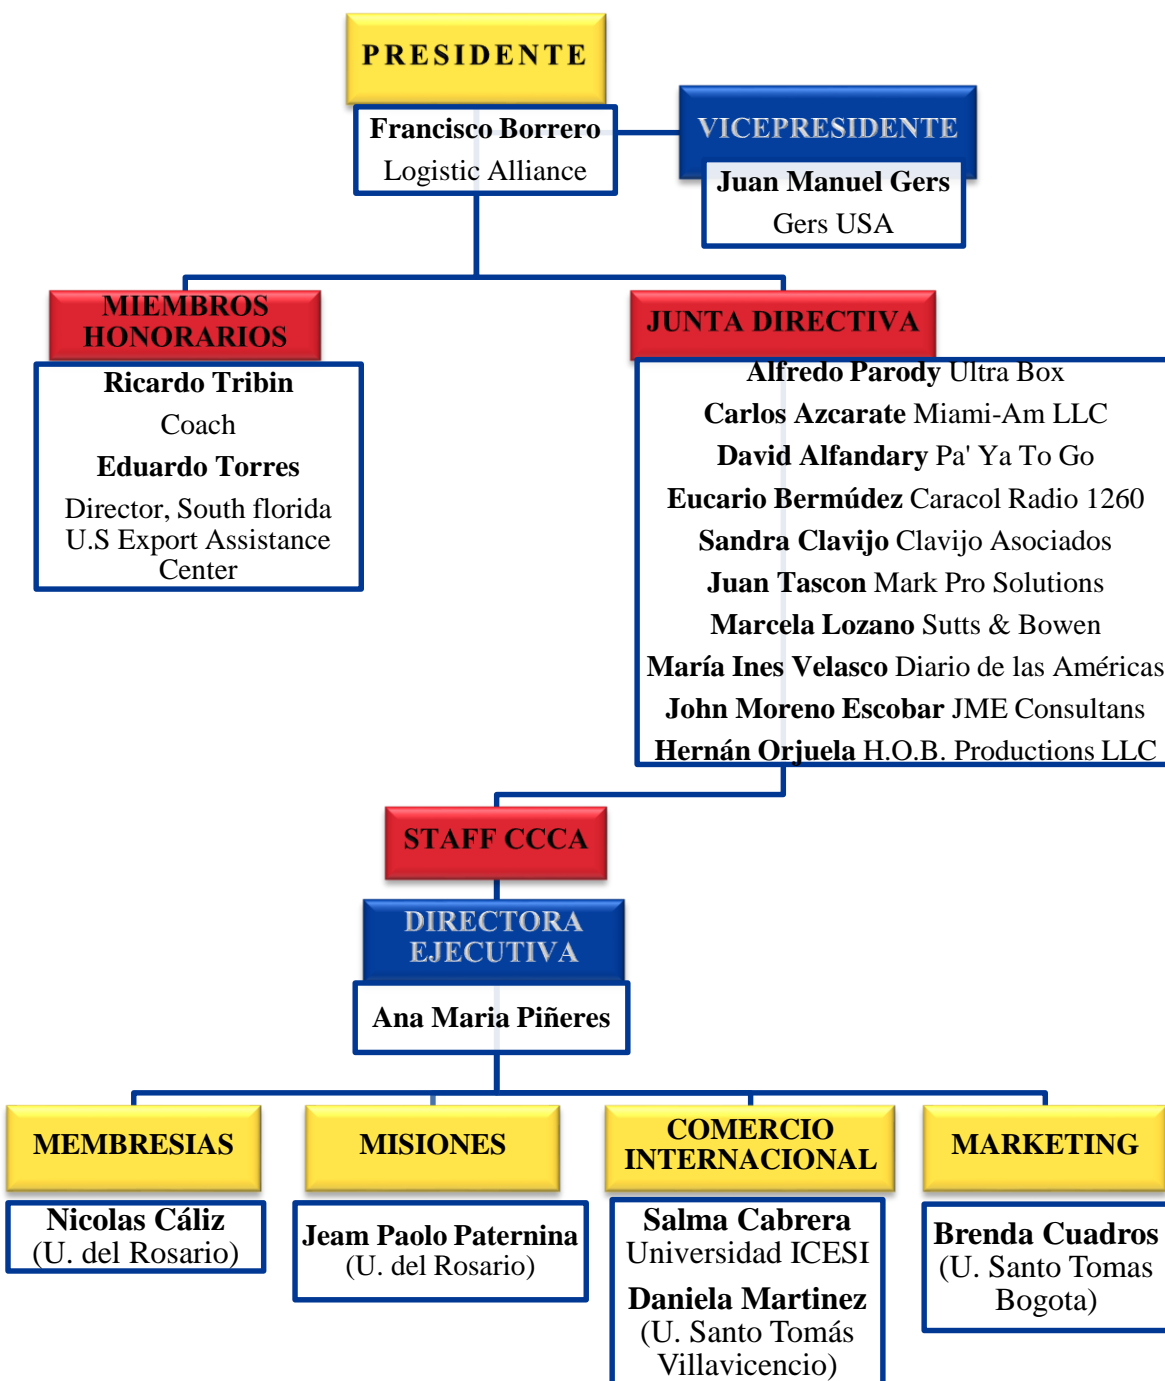 PRESIDENTE
Francisco Borrero
Logistic Alliance
VICEPRESIDENTE
Juan Manuel Gers
Gers USA
MIEMBROS
HONORARIOS
Ricardo Tribin
Coach
Eduardo Torres
Director, South florida
U.S Export Assistance
Center
JUNTA DIRECTIVA
Alfredo Parody Ultra Box
Carlos Azcarate Miami-Am LLC
David Alfandary Pa' Ya To Go
Eucario Bermúdez Caracol Radio 1260
Sandra Clavijo Clavijo Asociados
Juan Tascon Mark Pro Solutions
Marcela Lozano Sutts & Bowen
María Ines Velasco Diario de las Américas
John Moreno Escobar JME Consultans
Hernán Orjuela H.O.B. Productions LLC
STAFF CCCA
DIRECTORA
EJECUTIVA
Ana Maria Piñeres
MEMBRESIAS
Nicolas Cáliz
(U. del Rosario)
MISIONES
Jeam Paolo Paternina
(U. del Rosario)
COMERCIO
INTERNACIONAL
Salma Cabrera
Universidad ICESI
Daniela Martinez
(U. Santo Tomás
Villavicencio)
MARKETING
Brenda Cuadros
(U. Santo Tomas
Bogota)